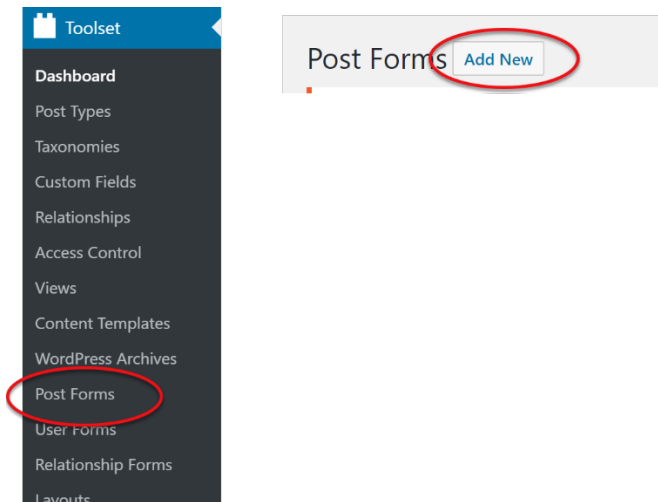 Toolset
Dashboard
Post Types
Taxonomies
Custom Fields
Relationships
Access Control
Views
Content Templates
WordPress Archives
Post Forms
User Forms
Relationship Forms
Layouts
Post Forms Add New